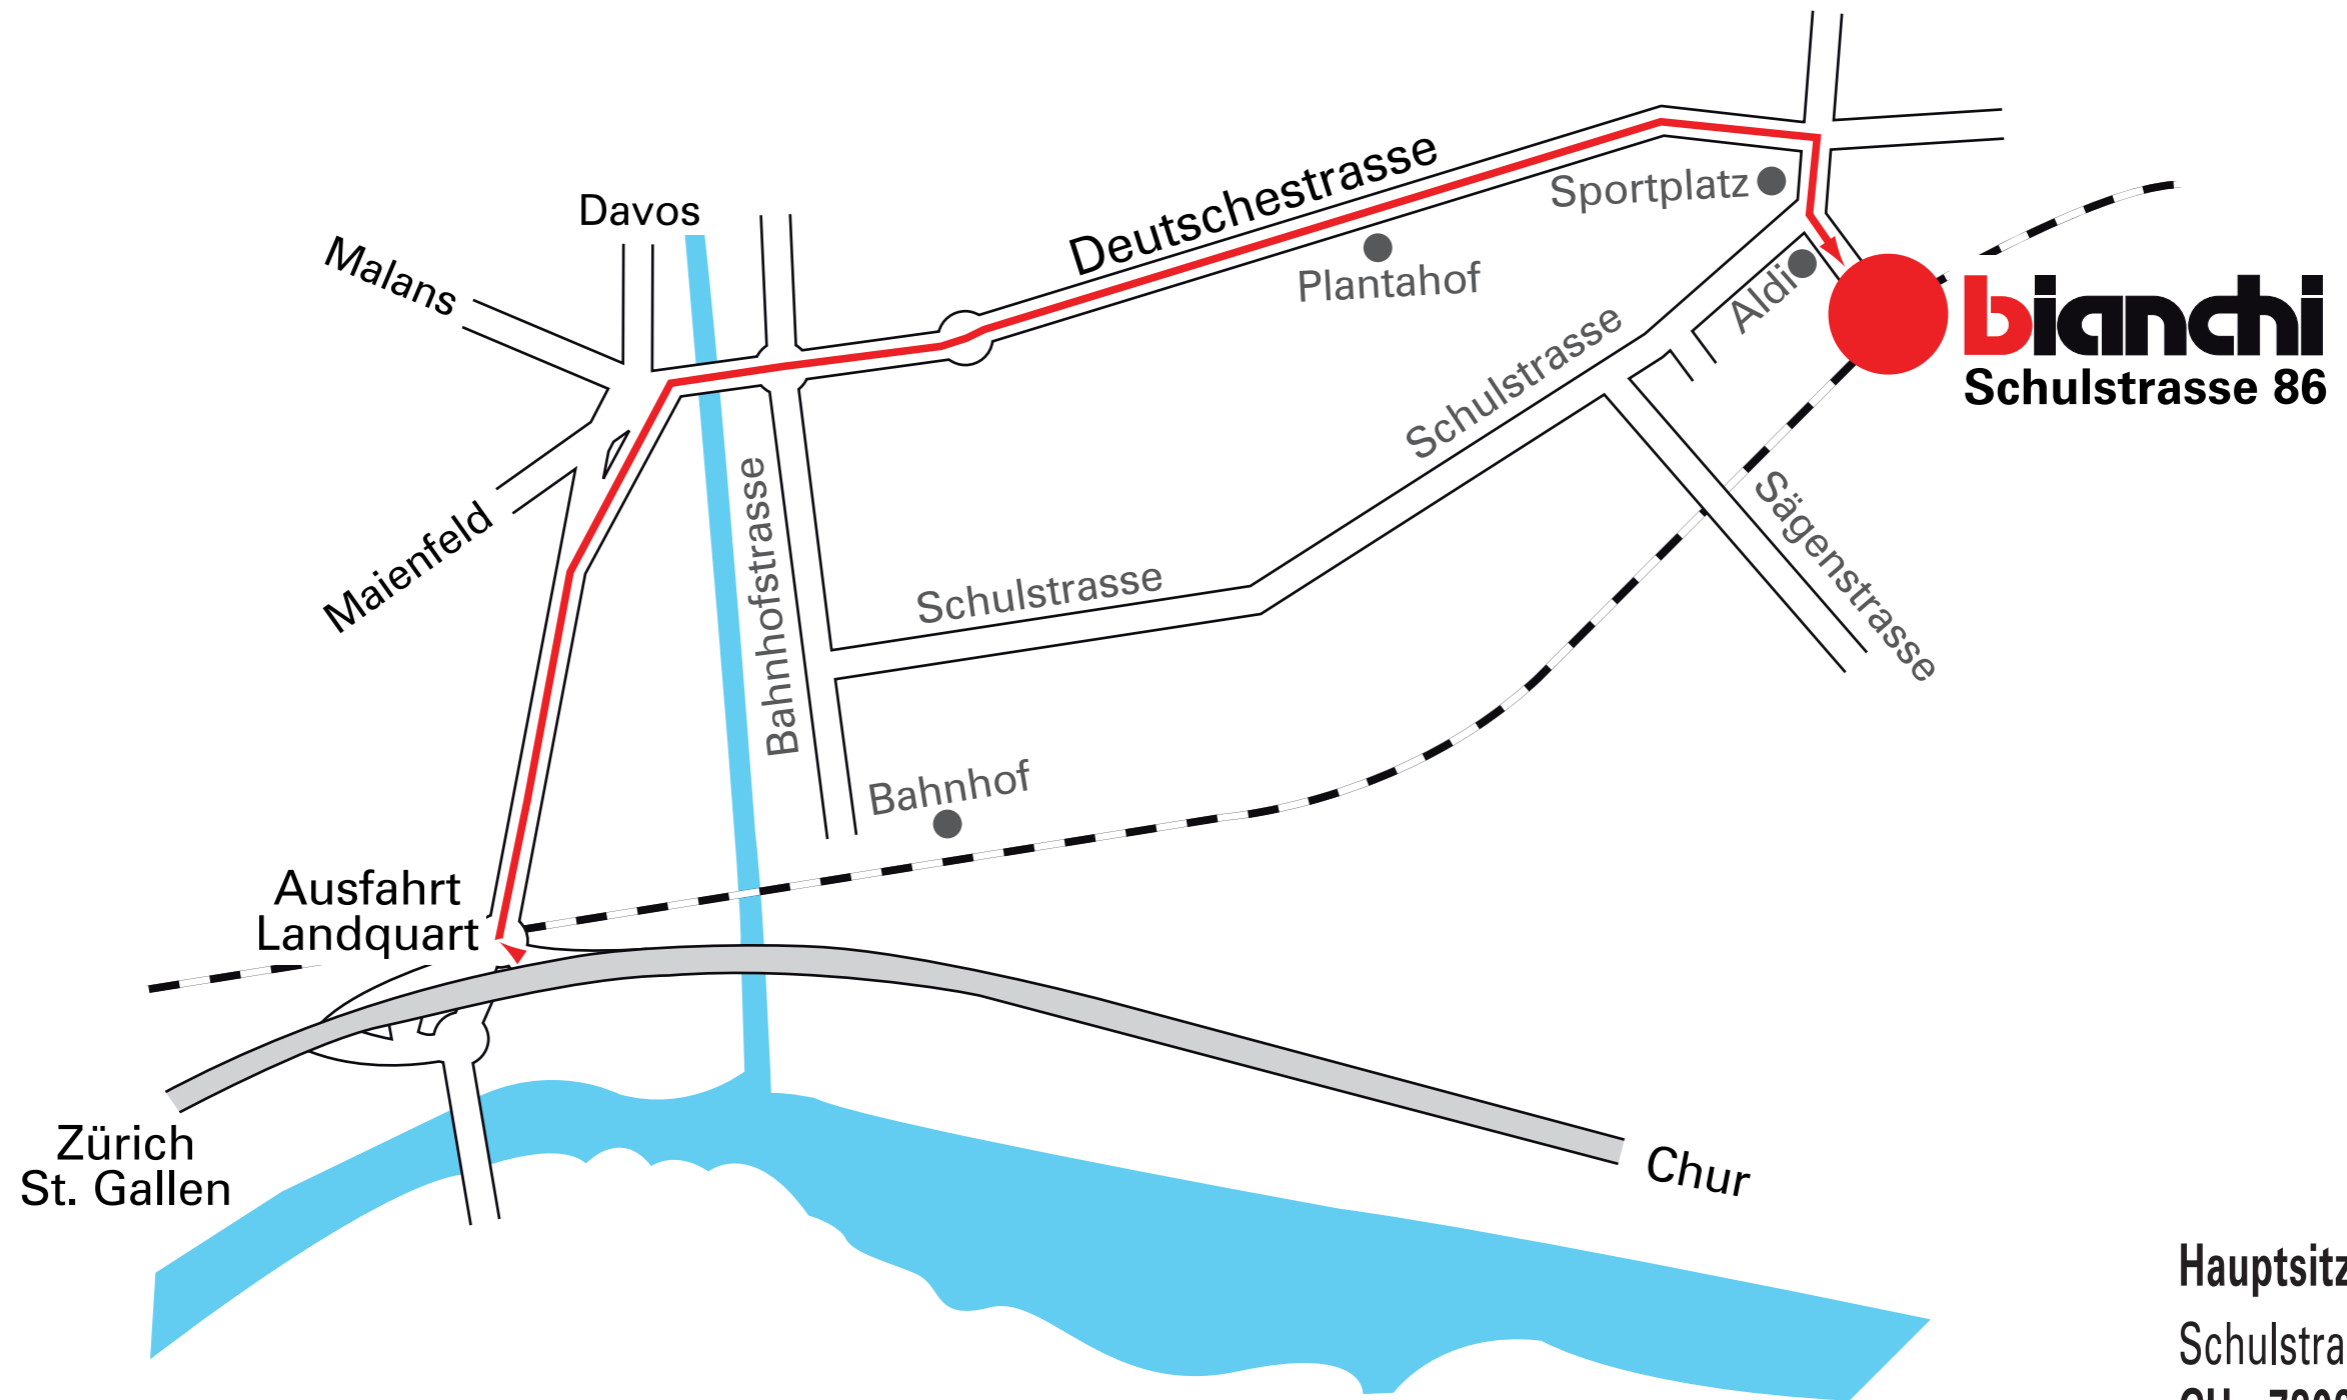 Davos
Malans
Deutschestrasse
Sportplatz
Plantahof
Aldi
bianchi
Schulstrasse 86
Schulstrasse
Maienfeld
Bahnhofstrasse
Sägenstrasse
Schulstrasse
Bahnhof
Ausfahrt
Landquart
Zürich
St. Gallen
Chur
Hauptsitz
Schulstra